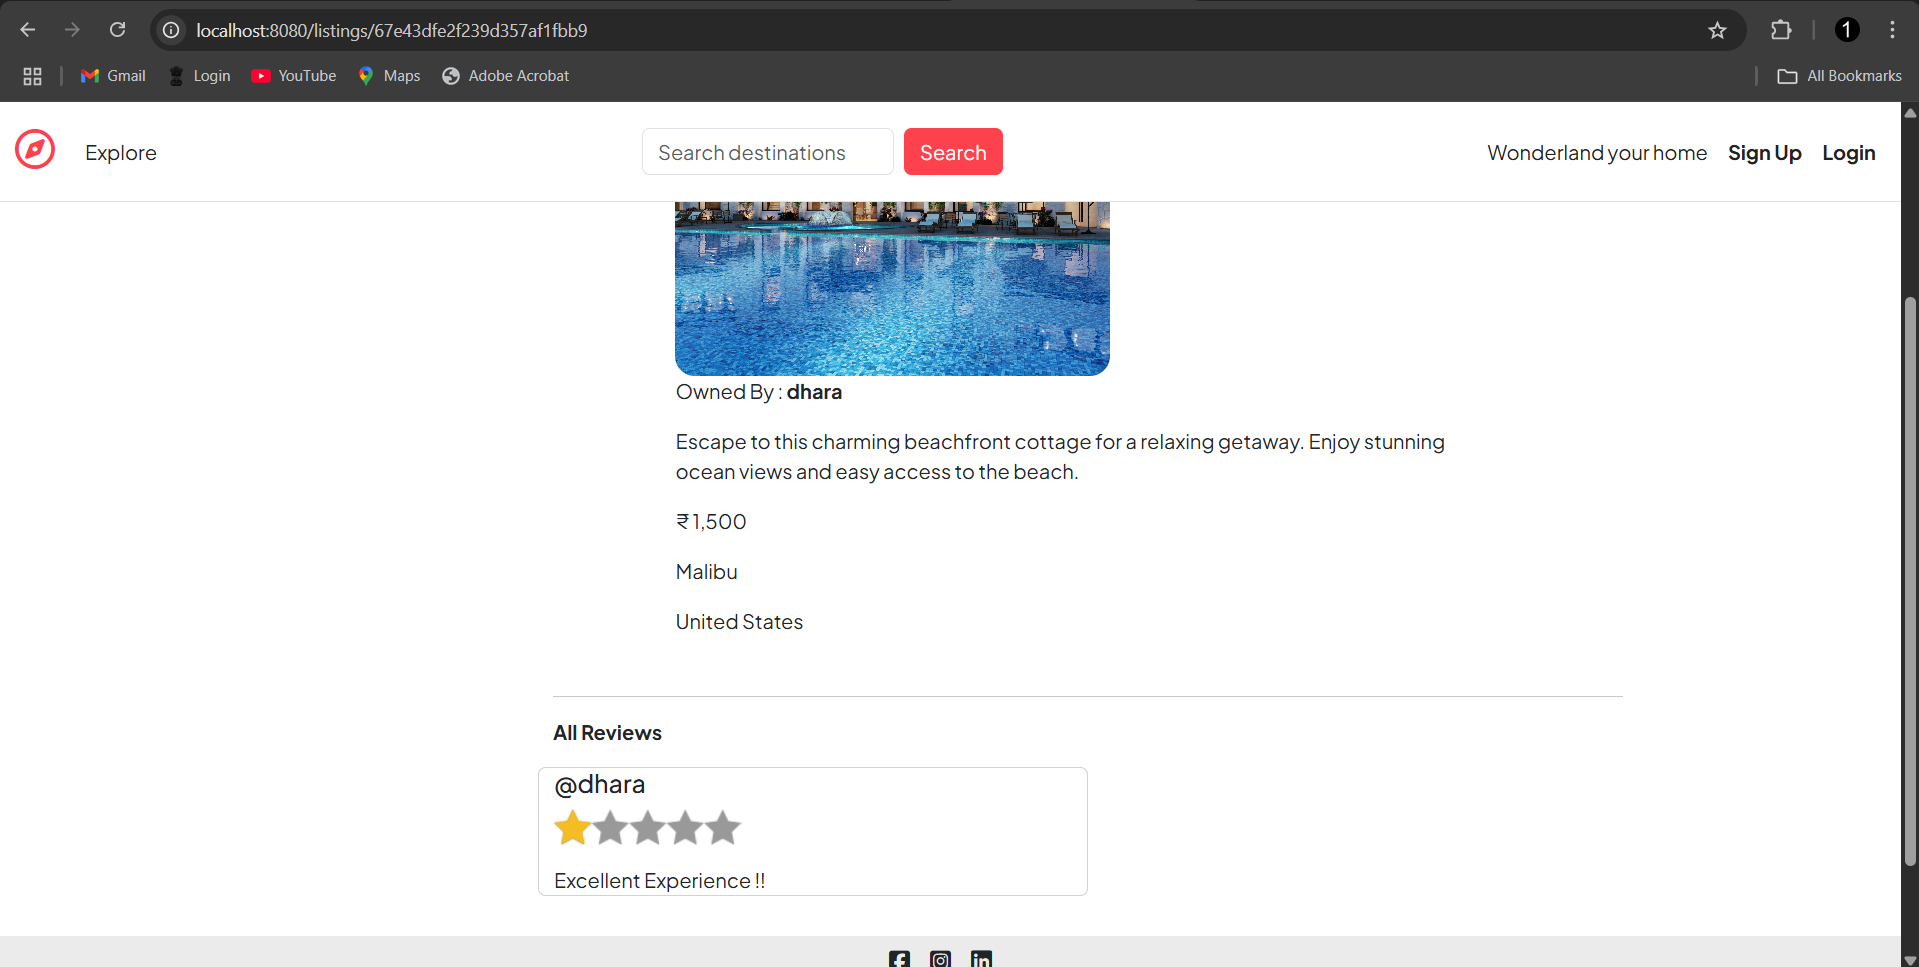 localhost:8080/listings/67e43dfe2f239d357af1fbb9
1
Gmail
Login
YouTube
Maps
Adobe Acrobat
All Bookmarks
Explore
Search destinations
Search
Wonderland your home
Sign Up
Login
Owned By : dhara
Escape to this charming beachfront cottage for a relaxing getaway. Enjoy stunning
ocean views and easy access to the beach.
₹ 1,500
Malibu
United States
All Reviews
@dhara
Excellent Experience !!